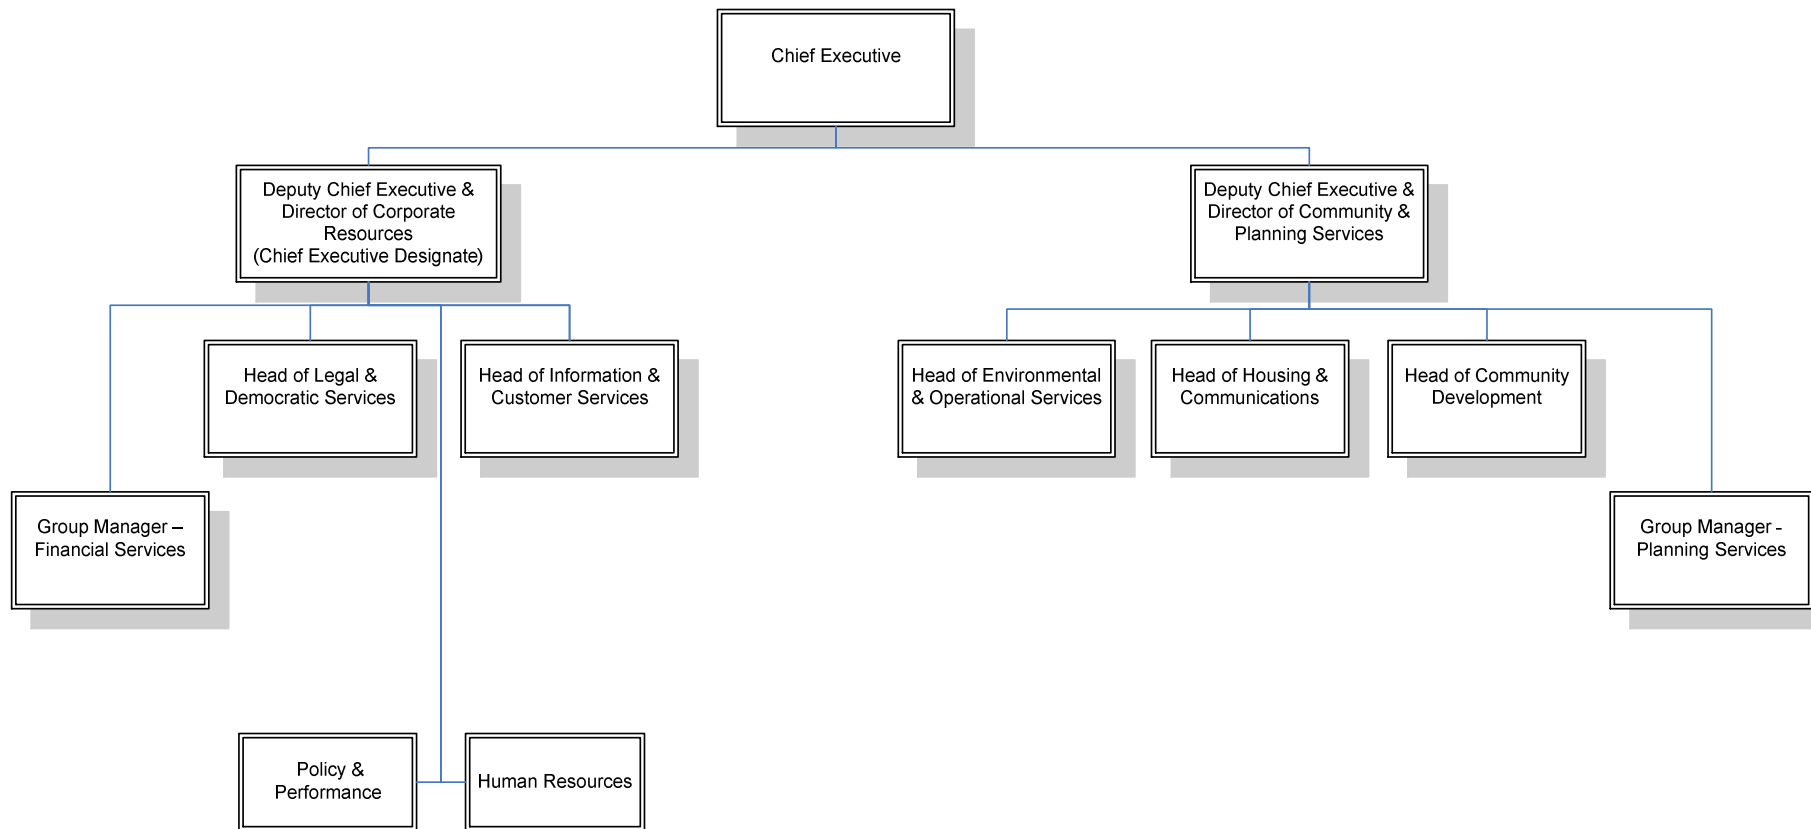 Chief Executive
Deputy Chief Executive &
Director of Corporate
Resources
(Chief Executive Designate)
Deputy Chief Executive &
Director of Community &
Planning Services
Head of Legal &
Democratic Services
Head of Information &
Customer Services
Head of Environmental
& Operational Services
Head of Housing &
Communications
Head of Community
Development
Group Manager –
Financial Services
Group Manager -
Planning Services
Policy &
Performance
Human Resources